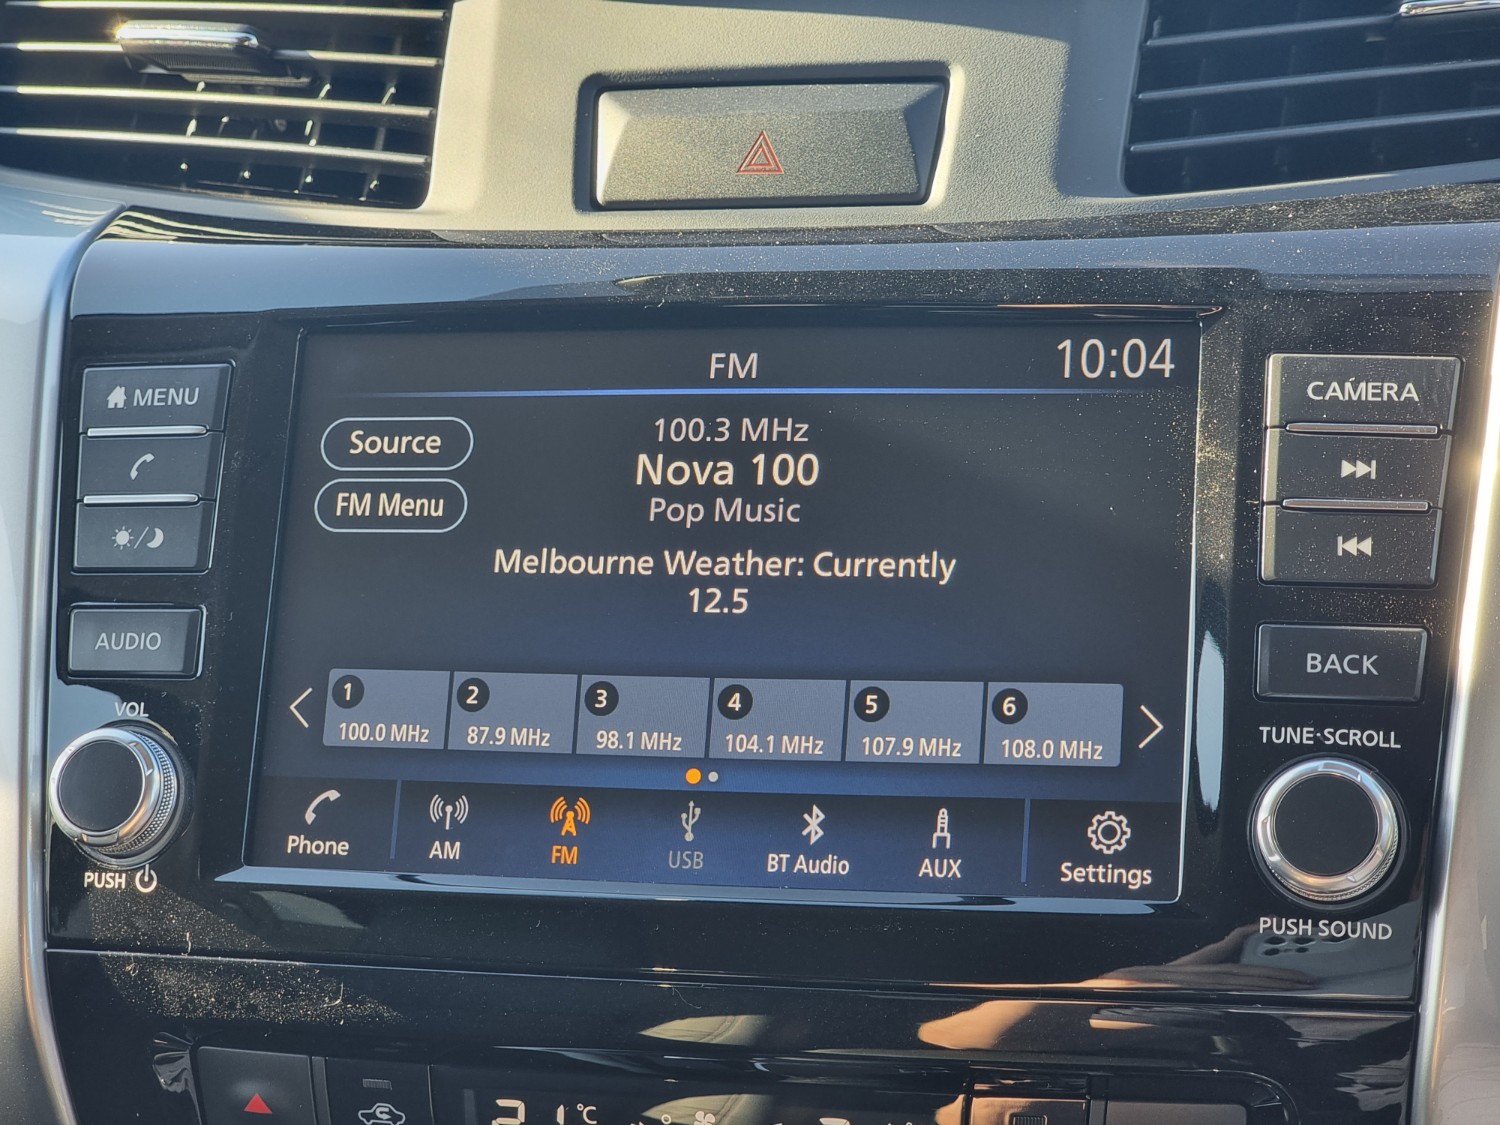 FM
10:04
MENU
CAMERA
Source
100.3 MHz
Nova 100
FM Menu
Pop Music
Melbourne Weather: Currently
12.5
AUDIO
BACK
VOL
TUNE·SCROLL
1 2 3 4 5 6
100.0 MHz 87.9 MHz 98.1 MHz 104.1 MHz 107.9 MHz 108.0 MHz
Phone AM FM USB BT Audio AUX Settings
PUSH
PUSH SOUND
°C